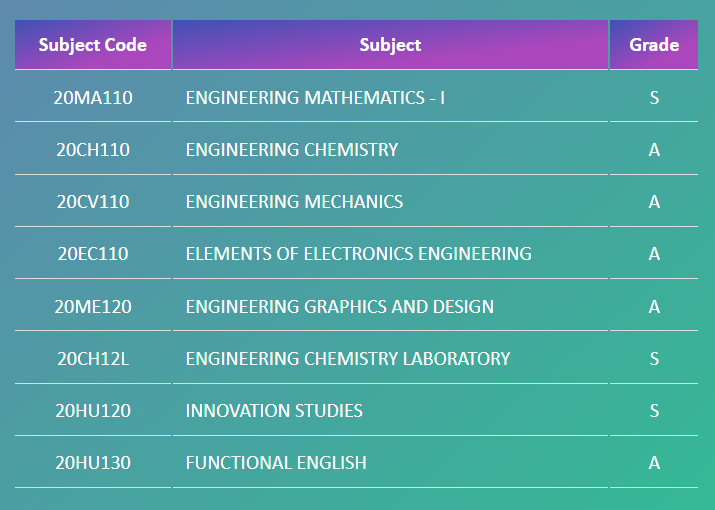 Subject Code Subject Grade
20MA110 ENGINEERING MATHEMATICS - I S
20CH110 ENGINEERING CHEMISTRY A
20CV110 ENGINEERING MECHANICS A
20EC110 ELEMENTS OF ELECTRONICS ENGINEERING A
20ME120 ENGINEERING GRAPHICS AND DESIGN A
20CH12L ENGINEERING CHEMISTRY LABORATORY S
20HU120 INNOVATION STUDIES S
20HU130 FUNCTIONAL ENGLISH A